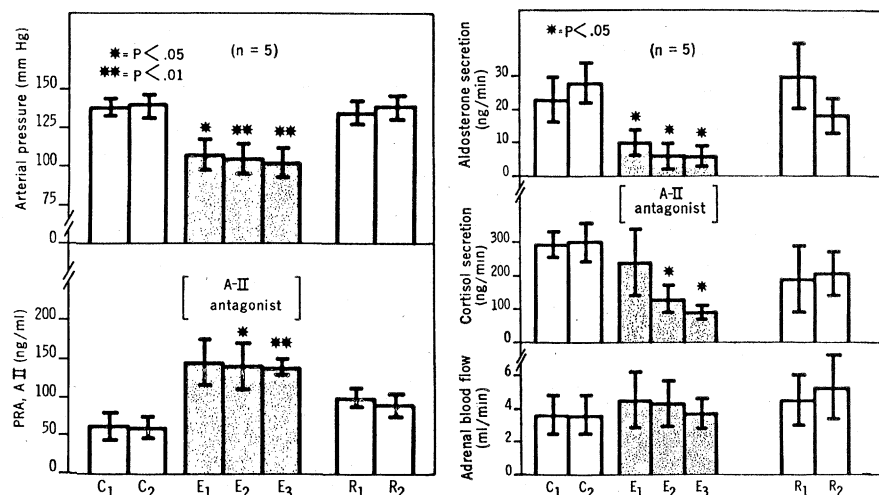 ✱= P < .05
✱✱= P < .01
(n = 5)
Arterial pressure (mm Hg)
150
125
100
75
0
✱ ✱✱ ✱✱
[ A-II antagonist ]
PRA, A II (ng/ml)
200
150
100
50
0
✱ ✱✱
C1 C2 E1 E2 E3 R1 R2
✱=P<.05
(n = 5)
Aldosterone secretion
(ng/min)
30
20
10
0
✱ ✱ ✱
[ A-II antagonist ]
Cortisol secretion
(ng/min)
300
200
100
0
✱ ✱
Adrenal blood flow
(ml/min)
6
4
2
0
C1 C2 E1 E2 E3 R1 R2